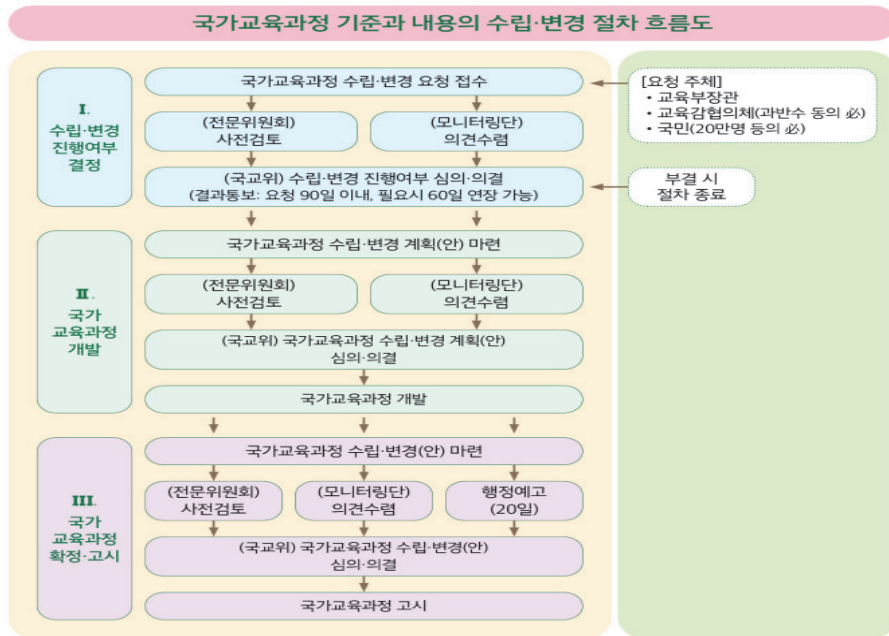 국가교육과정 기준과 내용의 수립·변경 절차 흐름도
I.
수립·변경
진행여부
결정
국가교육과정 수립·변경 요청 접수
(전문위원회)
사전검토
(모니터링단)
의견수렴
(국교위) 수립·변경 진행여부 심의·의결
(결과통보: 요청 90일 이내, 필요시 60일 연장 가능)
[요청 주체]
• 교육부장관
• 교육감협의체(과반수 동의 必)
• 국민(20만명 등의 必)
부결 시
절차 종료
II.
국가
교육과정
개발
국가교육과정 수립·변경 계획(안) 마련
(전문위원회)
사전검토
(모니터링단)
의견수렴
(국교위) 국가교육과정 수립·변경 계획(안)
심의·의결
국가교육과정 개발
III.
국가
교육과정
확정·고시
국가교육과정 수립·변경(안) 마련
(전문위원회)
사전검토
(모니터링단)
의견수렴
행정예고
(20일)
(국교위) 국가교육과정 수립·변경(안)
심의·의결
국가교육과정 고시